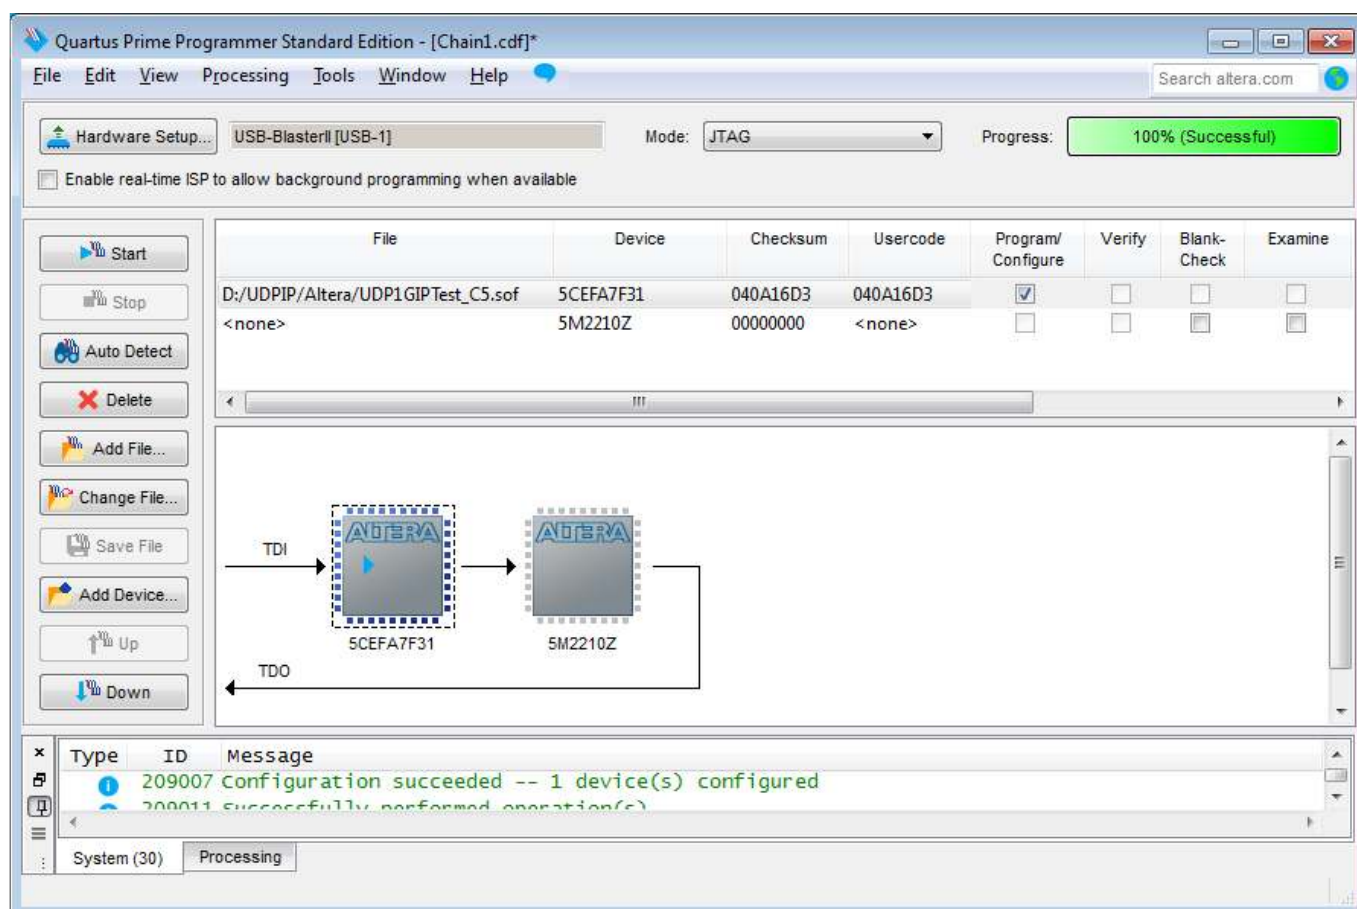 Quartus Prime Programmer Standard Edition - [Chain1.cdf]*
File Edit View Processing Tools Window Help Search altera.com
Hardware Setup... USB-BlasterII [USB-1] Mode: JTAG Progress: 100% (Successful)
Enable real-time ISP to allow background programming when available
File Device Checksum Usercode Program/ Verify Blank- Examine
Configure Check
D:/UDPIP/Altera/UDP1GIPTest_C5.sof 5CEFA7F31 040A16D3 040A16D3
<none> 5M2210Z 00000000 <none>
Start
Stop
Auto Detect
Delete
Add File...
Change File...
Save File
Add Device...
Up
Down
ALTERA ALTERA
TDI
5CEFA7F31 5M2210Z
TDO
Type ID Message
209007 Configuration succeeded -- 1 device(s) configured
209011 Successfully performed operation(s)
System (30) Processing